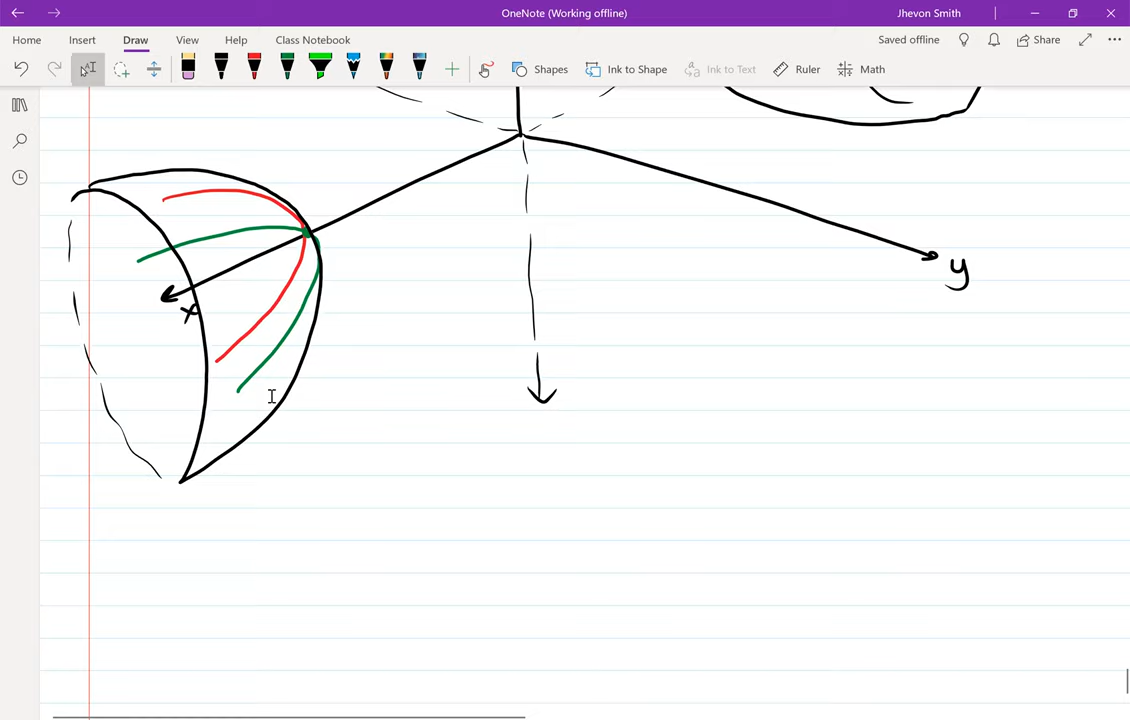 OneNote (Working offline)
Jhevon Smith
Home Insert Draw View Help Class Notebook
Saved offline Share
Shapes Ink to Shape Ink to Text Ruler Math
y
x